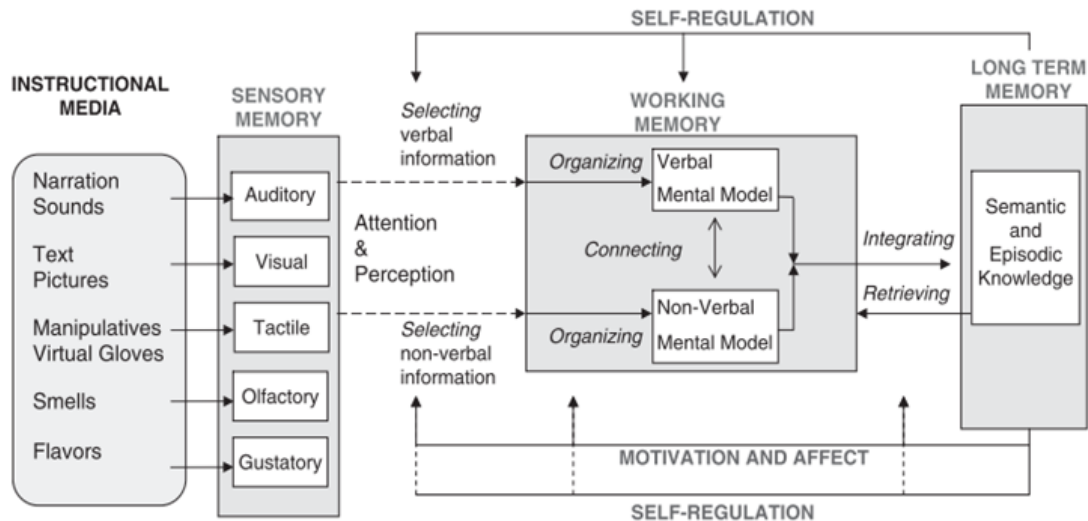 SELF-REGULATION
INSTRUCTIONAL
MEDIA
SENSORY
MEMORY
LONG TERM
MEMORY
WORKING
MEMORY
Selecting
verbal
information
Narration
Sounds
Text
Pictures
Manipulatives
Virtual Gloves
Smells
Flavors
Auditory
Visual
Tactile
Olfactory
Gustatory
Attention
&
Perception
Selecting
non-verbal
information
Organizing
Verbal
Mental Model
Connecting
Organizing
Non-Verbal
Mental Model
Integrating
Retrieving
Semantic
and
Episodic
Knowledge
MOTIVATION AND AFFECT
SELF-REGULATION